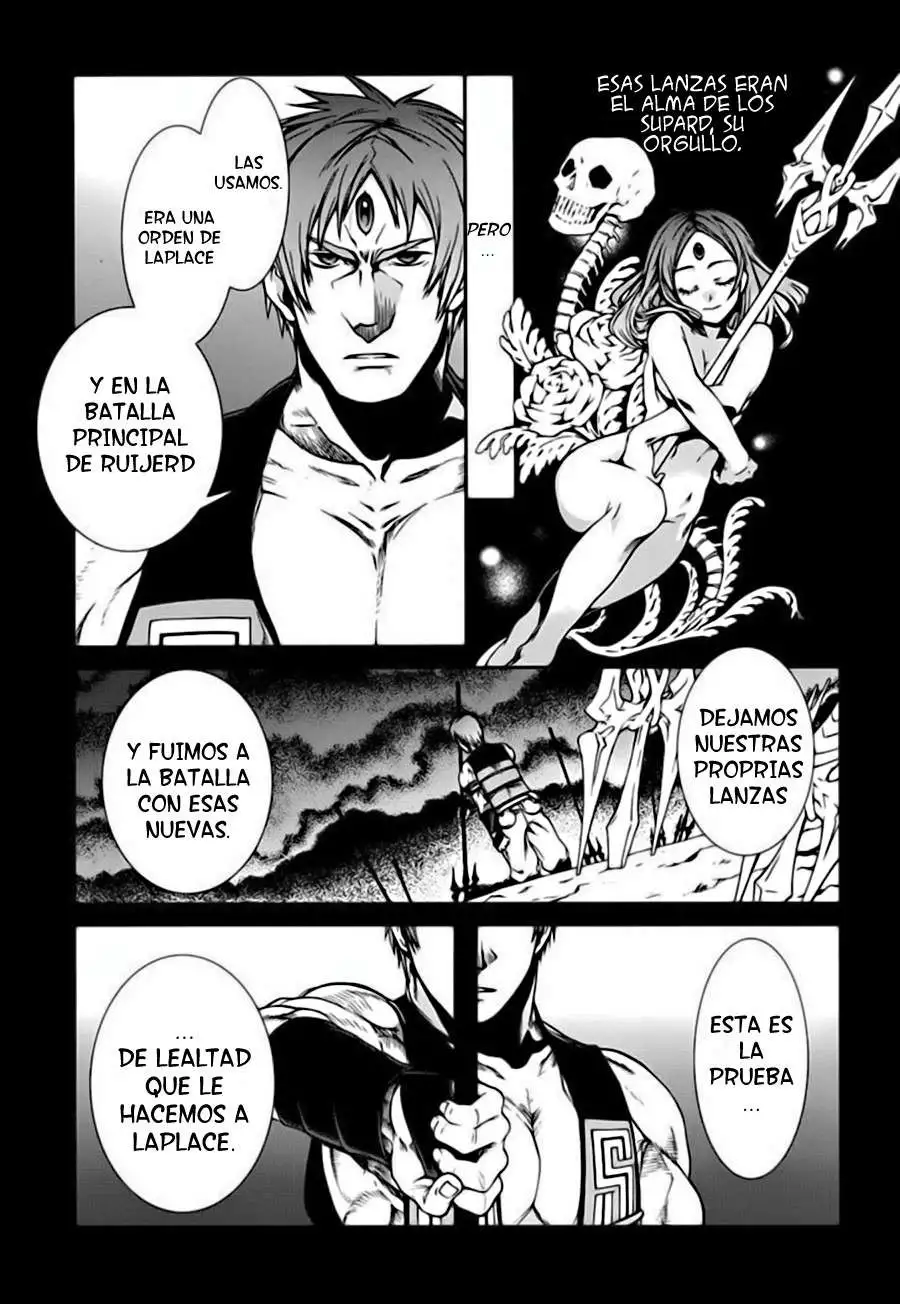 ESAS LANZAS ERAN
EL ALMA DE LOS
SUPARD, SU
ORGULLO.
PERO
...
LAS
USAMOS.
ERA UNA
ORDEN DE
LAPLACE
Y EN LA
BATALLA
PRINCIPAL
DE RUIJERD
DEJAMOS
NUESTRAS
PROPRIAS
LANZAS
Y FUIMOS A
LA BATALLA
CON ESAS
NUEVAS.
ESTA ES
LA
PRUEBA
...
...
DE LEALTAD
QUE LE
HACEMOS A
LAPLACE.